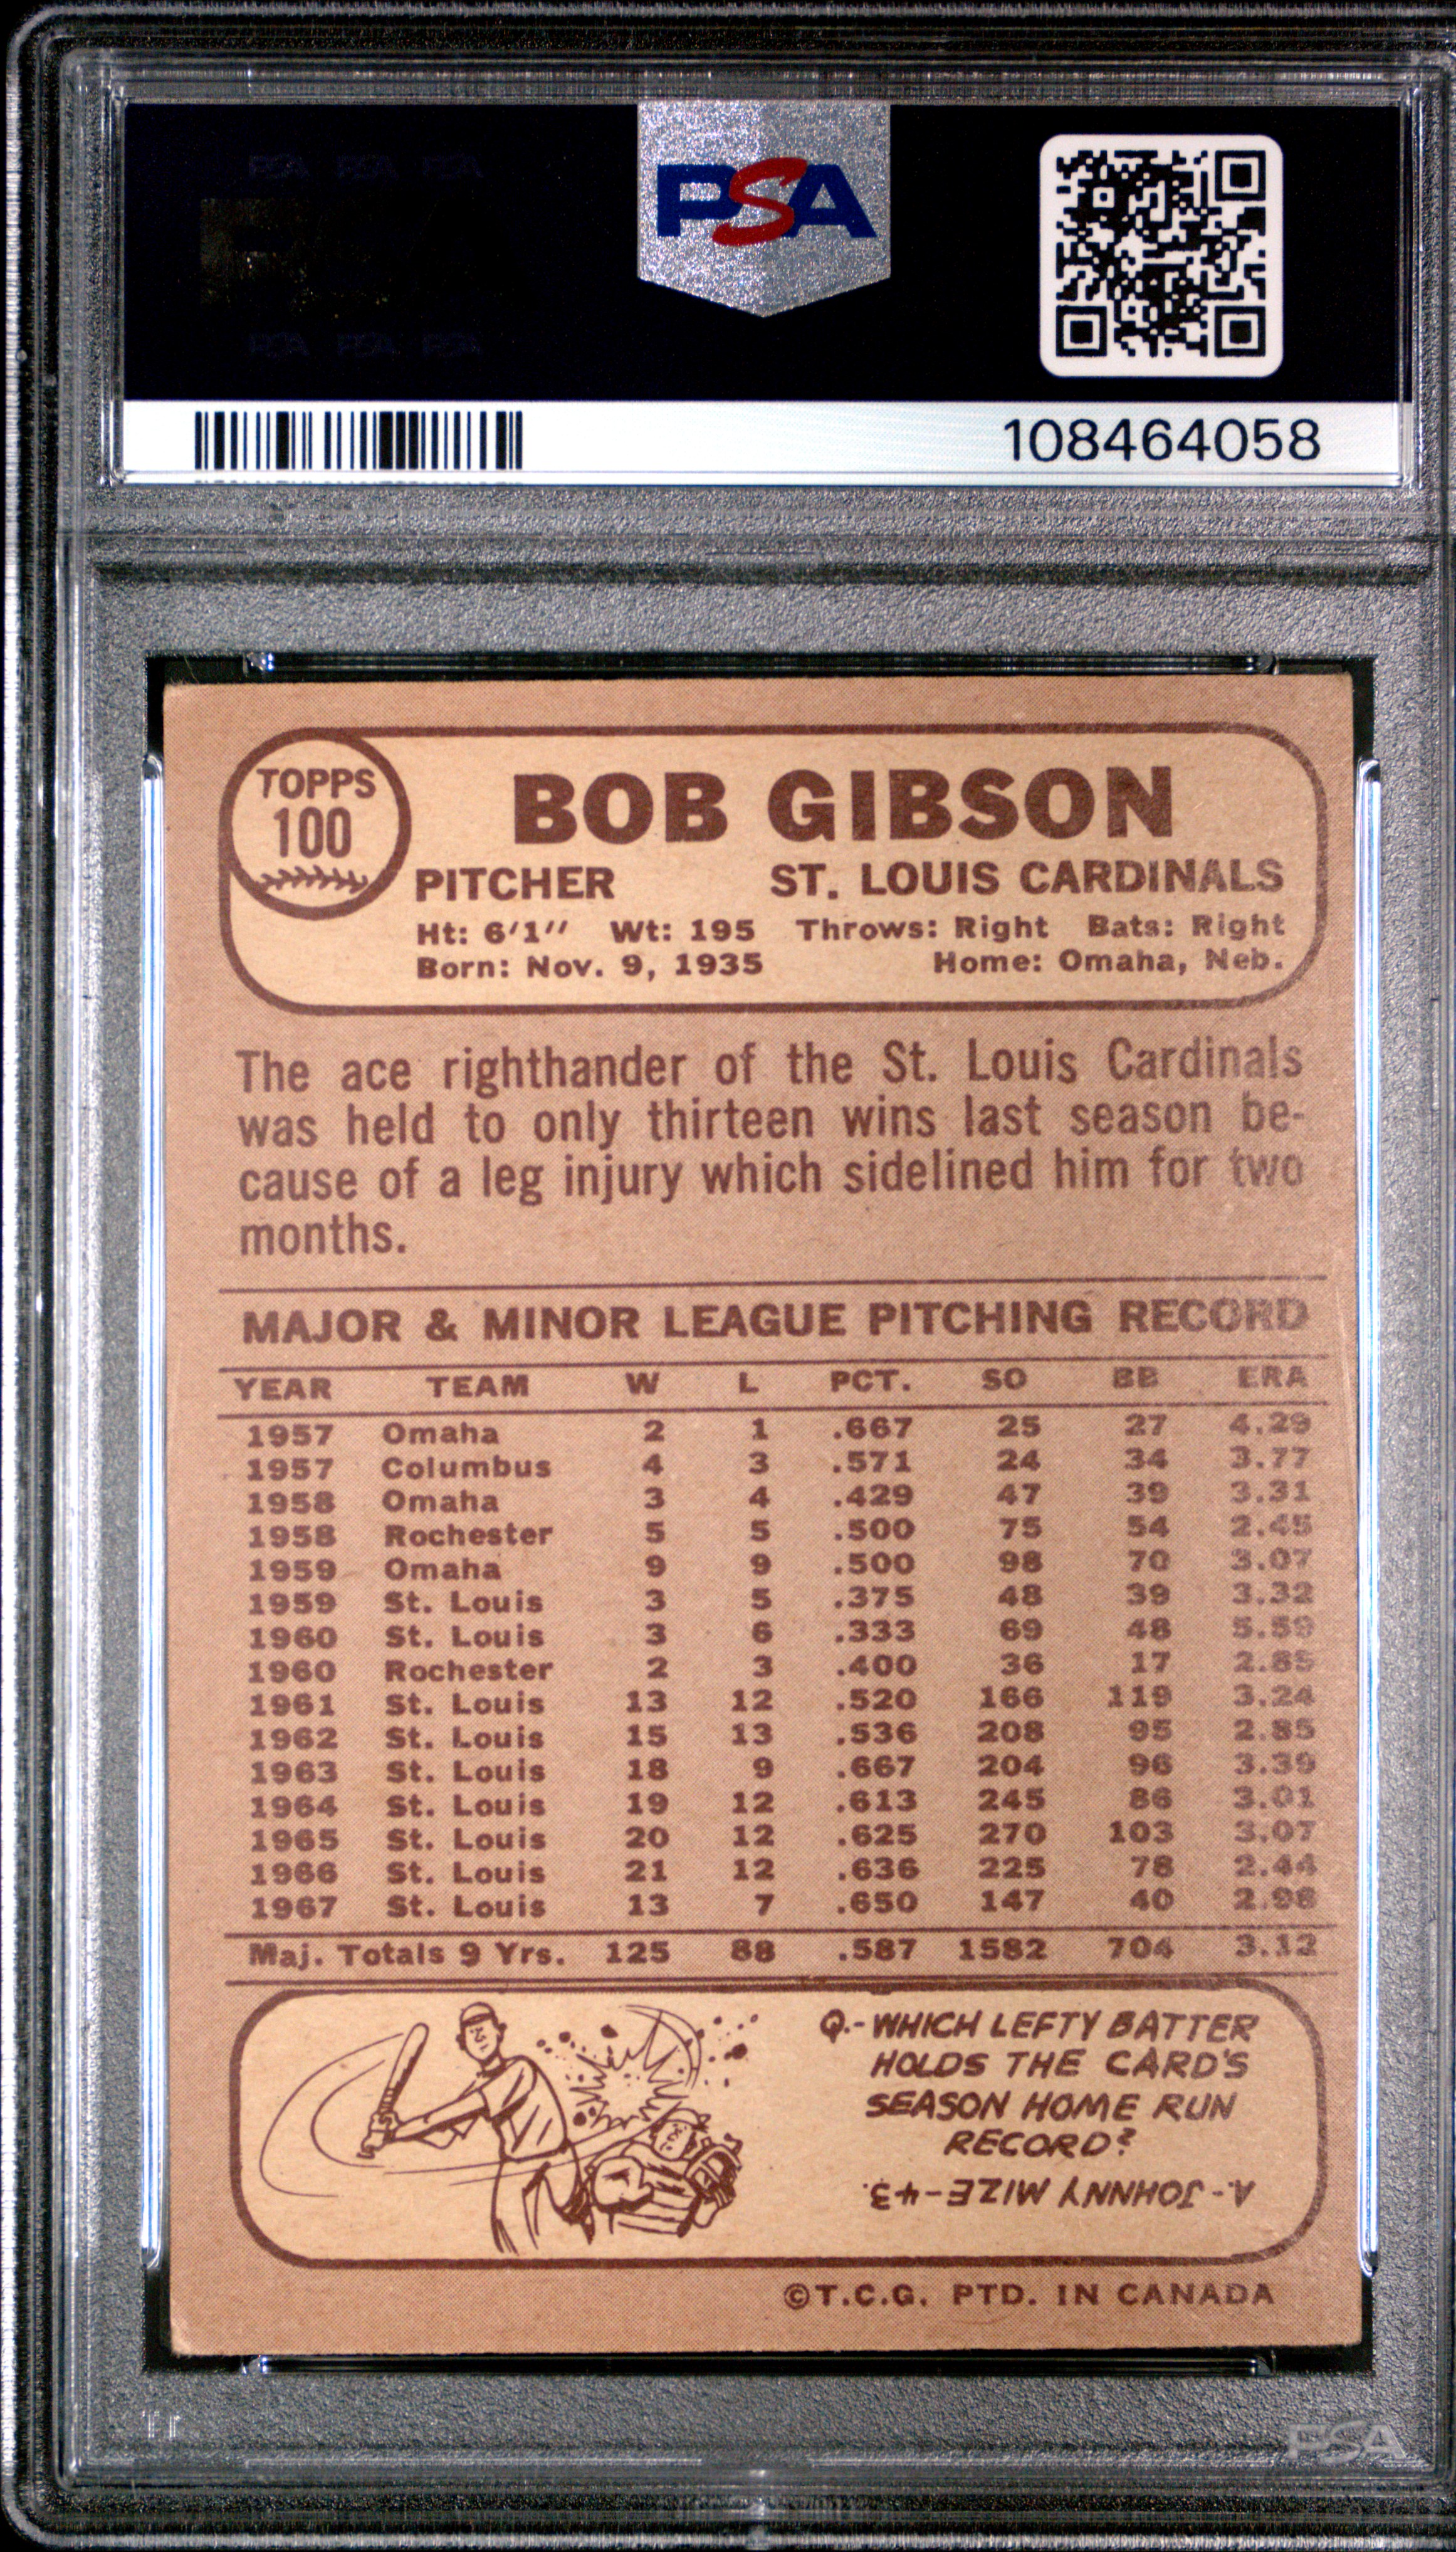 PSA
108464058
TOPPS
100
BOB GIBSON
PITCHER ST. LOUIS CARDINALS
Ht: 6'1" Wt: 195 Throws: Right Bats: Right
Born: Nov. 9, 1935 Home: Omaha, Neb.
The ace righthander of the St. Louis Cardinals
was held to only thirteen wins last season be-
cause of a leg injury which sidelined him for two
months.
MAJOR & MINOR LEAGUE PITCHING RECORD
YEAR TEAM W L PCT. SO BB ERA
1957 Omaha 2 1 .667 25 27 4.29
1957 Columbus 4 3 .571 24 34 3.77
1958 Omaha 3 4 .429 47 39 3.31
1958 Rochester 5 5 .500 75 54 2.45
1959 Omaha 9 9 .500 98 70 3.07
1959 St. Louis 3 5 .375 48 39 3.32
1960 St. Louis 3 6 .333 69 48 5.59
1960 Rochester 2 3 .400 36 17 2.85
1961 St. Louis 13 12 .520 166 119 3.24
1962 St. Louis 15 13 .536 208 95 2.85
1963 St. Louis 18 9 .667 204 96 3.39
1964 St. Louis 19 12 .613 245 86 3.01
1965 St. Louis 20 12 .625 270 103 3.07
1966 St. Louis 21 12 .636 225 78 2.44
1967 St. Louis 13 7 .650 147 40 2.98
Maj. Totals 9 Yrs. 125 88 .587 1582 704 3.12
Q.- WHICH LEFTY BATTER
HOLDS THE CARD'S
SEASON HOME RUN
RECORD?
A.- JOHNNY MIZE-43.
©T.C.G. PTD. IN CANADA
PSA